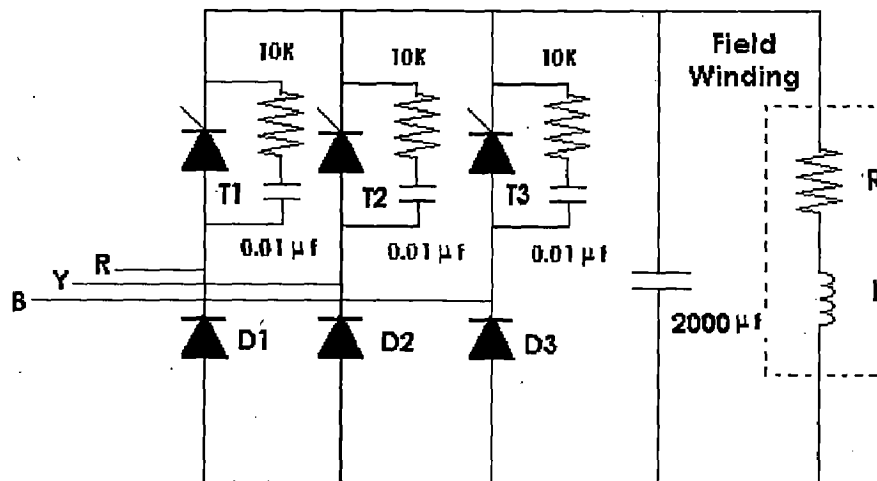 10K
10K
10K
Field
Winding
T1
T2
T3
R
0.01 µf
0.01 µf
0.01 µf
R
Y
B
2000 µf
D1
D2
D3